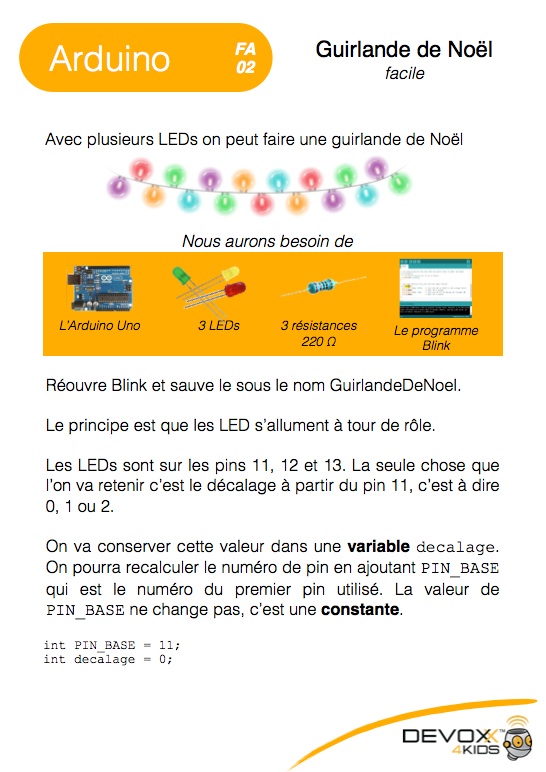 Arduino
FA
02
Guirlande de Noël
facile
Avec plusieurs LEDs on peut faire une guirlande de Noël
Nous aurons besoin de
L'Arduino Uno
3 LEDs
3 résistances
220 Ω
Le programme
Blink
Réouvre Blink et sauve le sous le nom GuirlandeDeNoel.
Le principe est que les LED s'allument à tour de rôle.
Les LEDs sont sur les pins 11, 12 et 13. La seule chose que
l'on va retenir c'est le décalage à partir du pin 11, c'est à dire
0, 1 ou 2.
On va conserver cette valeur dans une variable decalage.
On pourra recalculer le numéro de pin en ajoutant PIN_BASE
qui est le numéro du premier pin utilisé. La valeur de
PIN_BASE ne change pas, c'est une constante.
int PIN_BASE = 11;
int decalage = 0;
DEVOXX™
4KIDS